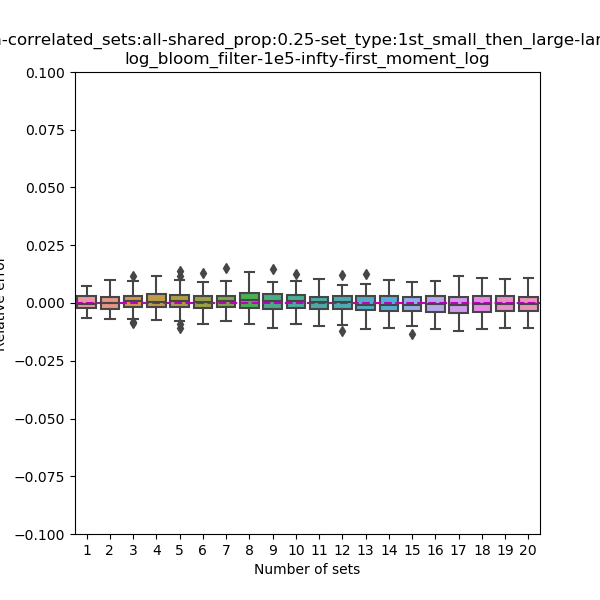 -correlated_sets:all-shared_prop:0.25-set_type:1st_small_then_large-lar
log_bloom_filter-1e5-infty-first_moment_log
0.100
0.075
0.050
0.025
0.000
−0.025
−0.050
−0.075
−0.100
Relative error
1 2 3 4 5 6 7 8 9 10 11 12 13 14 15 16 17 18 19 20
Number of sets